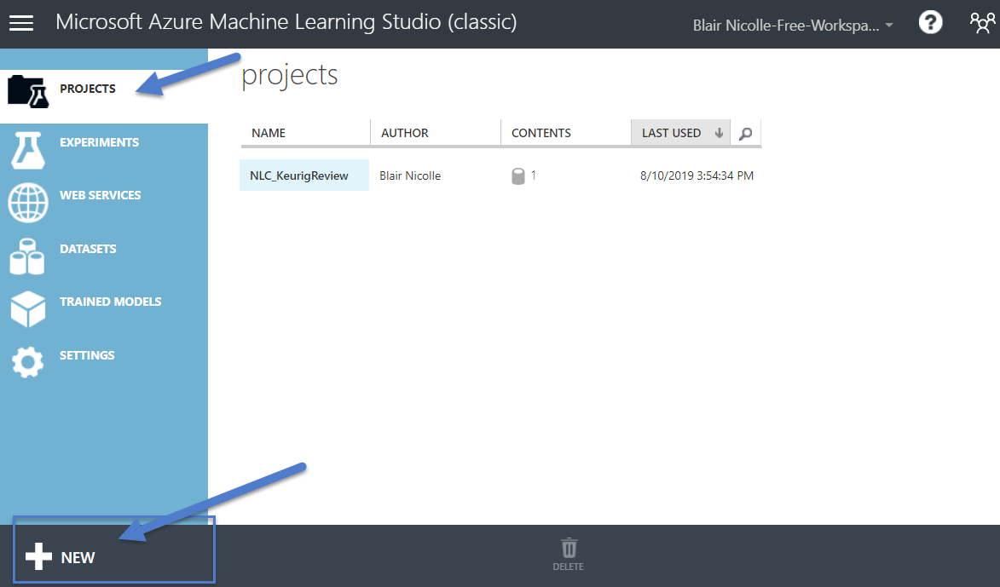 Microsoft Azure Machine Learning Studio (classic)
Blair Nicolle-Free-Workspa...
?
PROJECTS
EXPERIMENTS
WEB SERVICES
DATASETS
TRAINED MODELS
SETTINGS
projects
NAME AUTHOR CONTENTS LAST USED
NLC_KeurigReview Blair Nicolle 1 8/10/2019 3:54:34 PM
NEW
DELETE